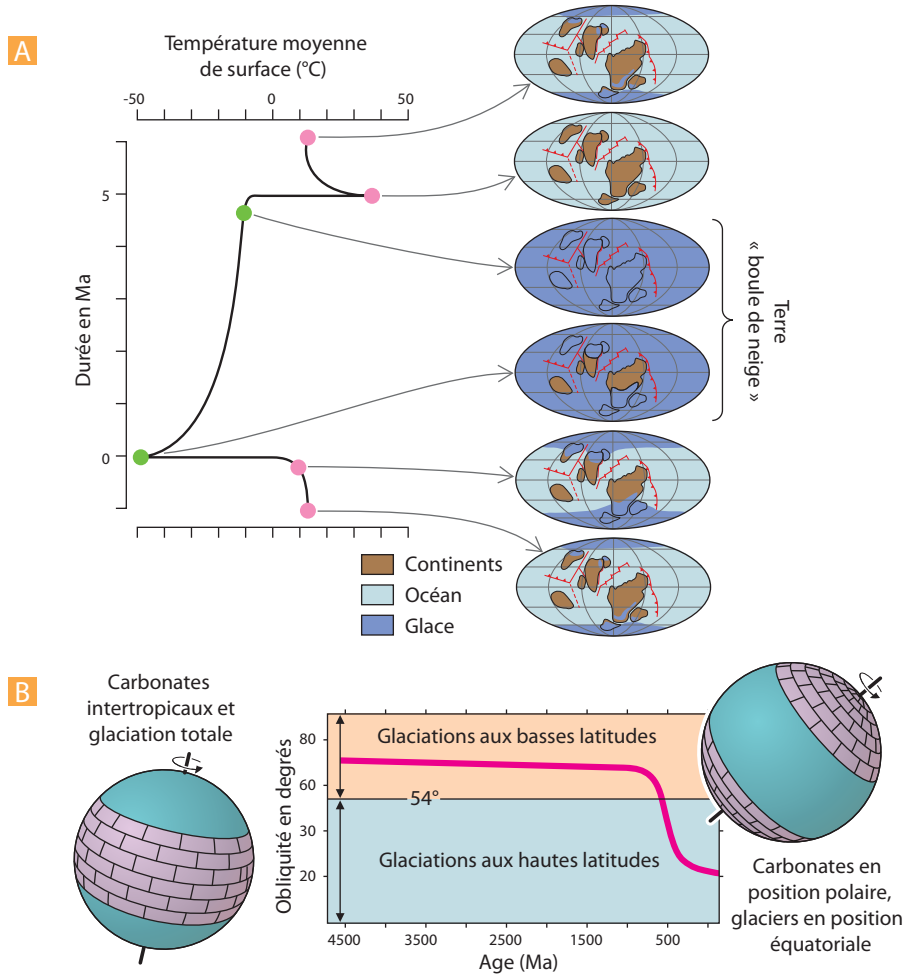 A
Température moyenne
de surface (°C)
-50 0 50
5
0
Durée en Ma
Terre
« boule de neige »
Continents
Océan
Glace
B
Carbonates
intertropicaux et
glaciation totale
Obliquité en degrés
80
60
30
20
Glaciations aux basses latitudes
54°
Glaciations aux hautes latitudes
4500 3500 2500 1500 500
Age (Ma)
Carbonates en
position polaire,
glaciers en position
équatoriale